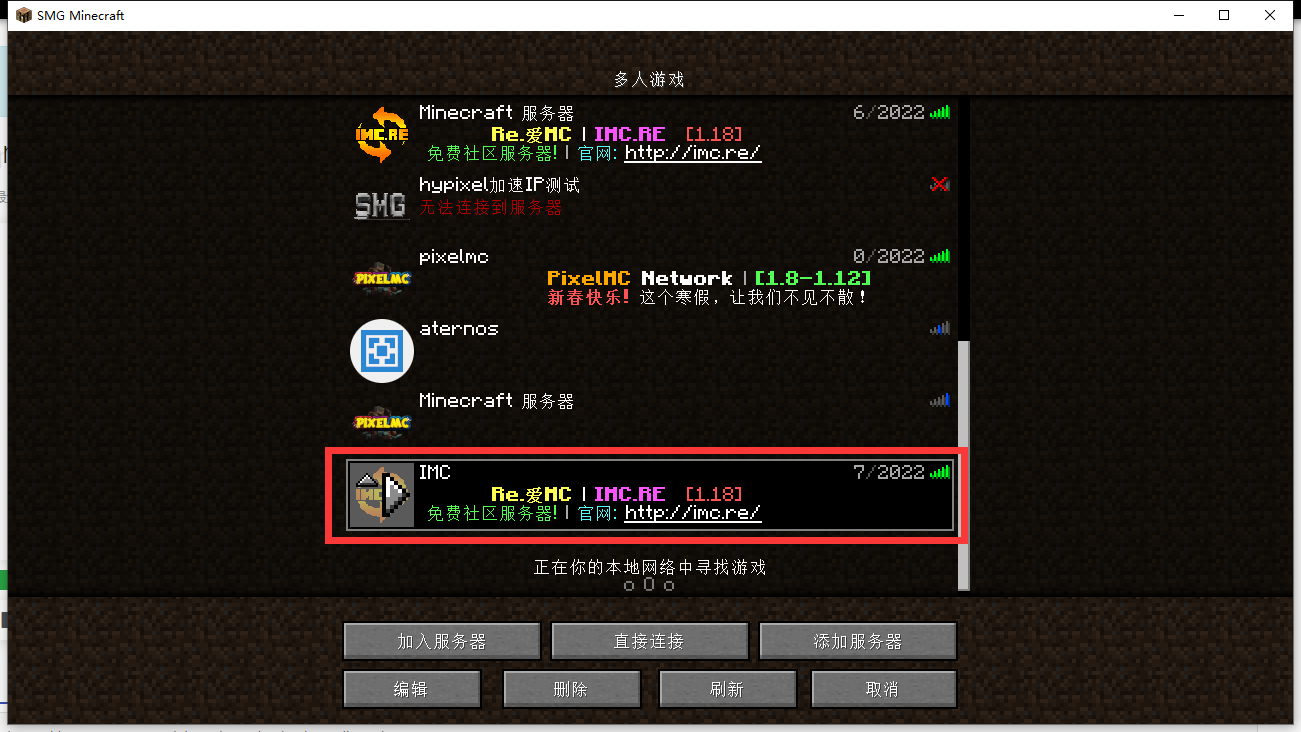 SMG Minecraft
多人游戏
Minecraft 服务器
6/2022
IMC.RE
Re.爱MC | IMC.RE [1.18]
免费社区服务器! | 官网: http://imc.re/
hypixel加速IP测试
SMG
无法连接到服务器
pixelmc
0/2022
PIXELMC
PixelMC Network | [1.8-1.12]
新春快乐! 这个寒假，让我们不见不散！
aternos
Minecraft 服务器
PIXELMC
IMC
7/2022
Re.爱MC | IMC.RE [1.18]
免费社区服务器! | 官网: http://imc.re/
正在你的本地网络中寻找游戏
o O o
加入服务器
直接连接
添加服务器
编辑
删除
刷新
取消